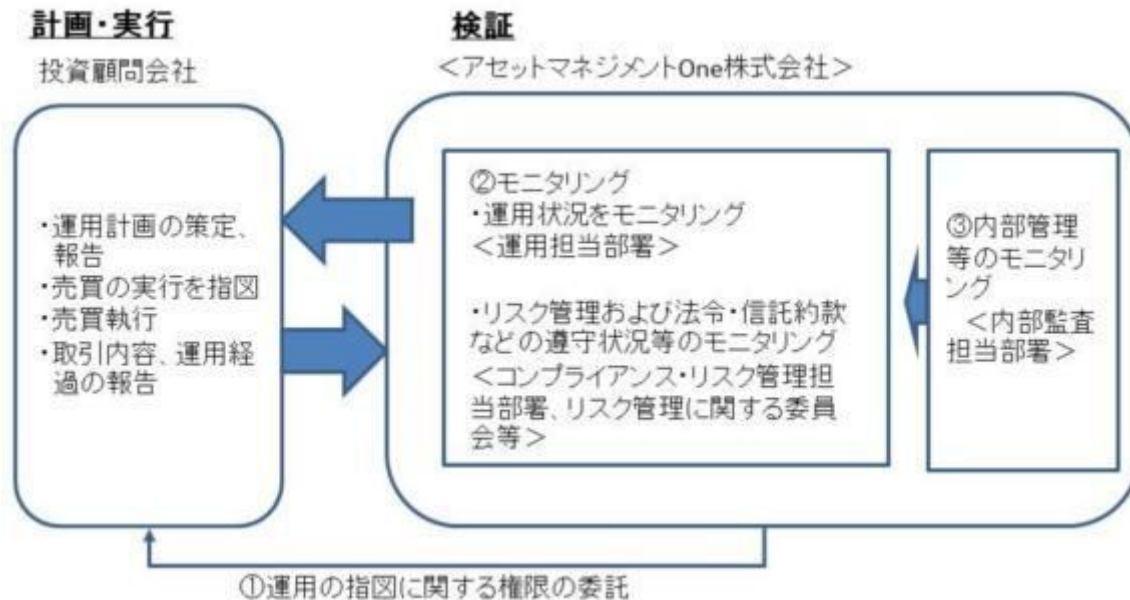 計画・実行
投資顧問会社
・運用計画の策定、
報告
・売買の実行を指図
・売買執行
・取引内容、運用経
過の報告
検証
＜アセットマネジメントOne株式会社＞
②モニタリング
・運用状況をモニタリング
＜運用担当部署＞
・リスク管理および法令・信託約款
などの遵守状況等のモニタリング
＜コンプライアンス・リスク管理担
当部署、リスク管理に関する委員
会等＞
③内部管理
等のモニタリ
ング
＜内部監査
担当部署＞
①運用の指図に関する権限の委託